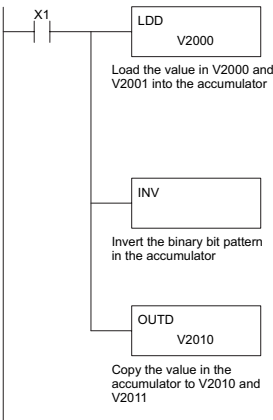 X1
LDD
V2000
Load the value in V2000 and
V2001 into the accumulator
INV
Invert the binary bit pattern
in the accumulator
OUTD
V2010
Copy the value in the
accumulator to V2010 and
V2011